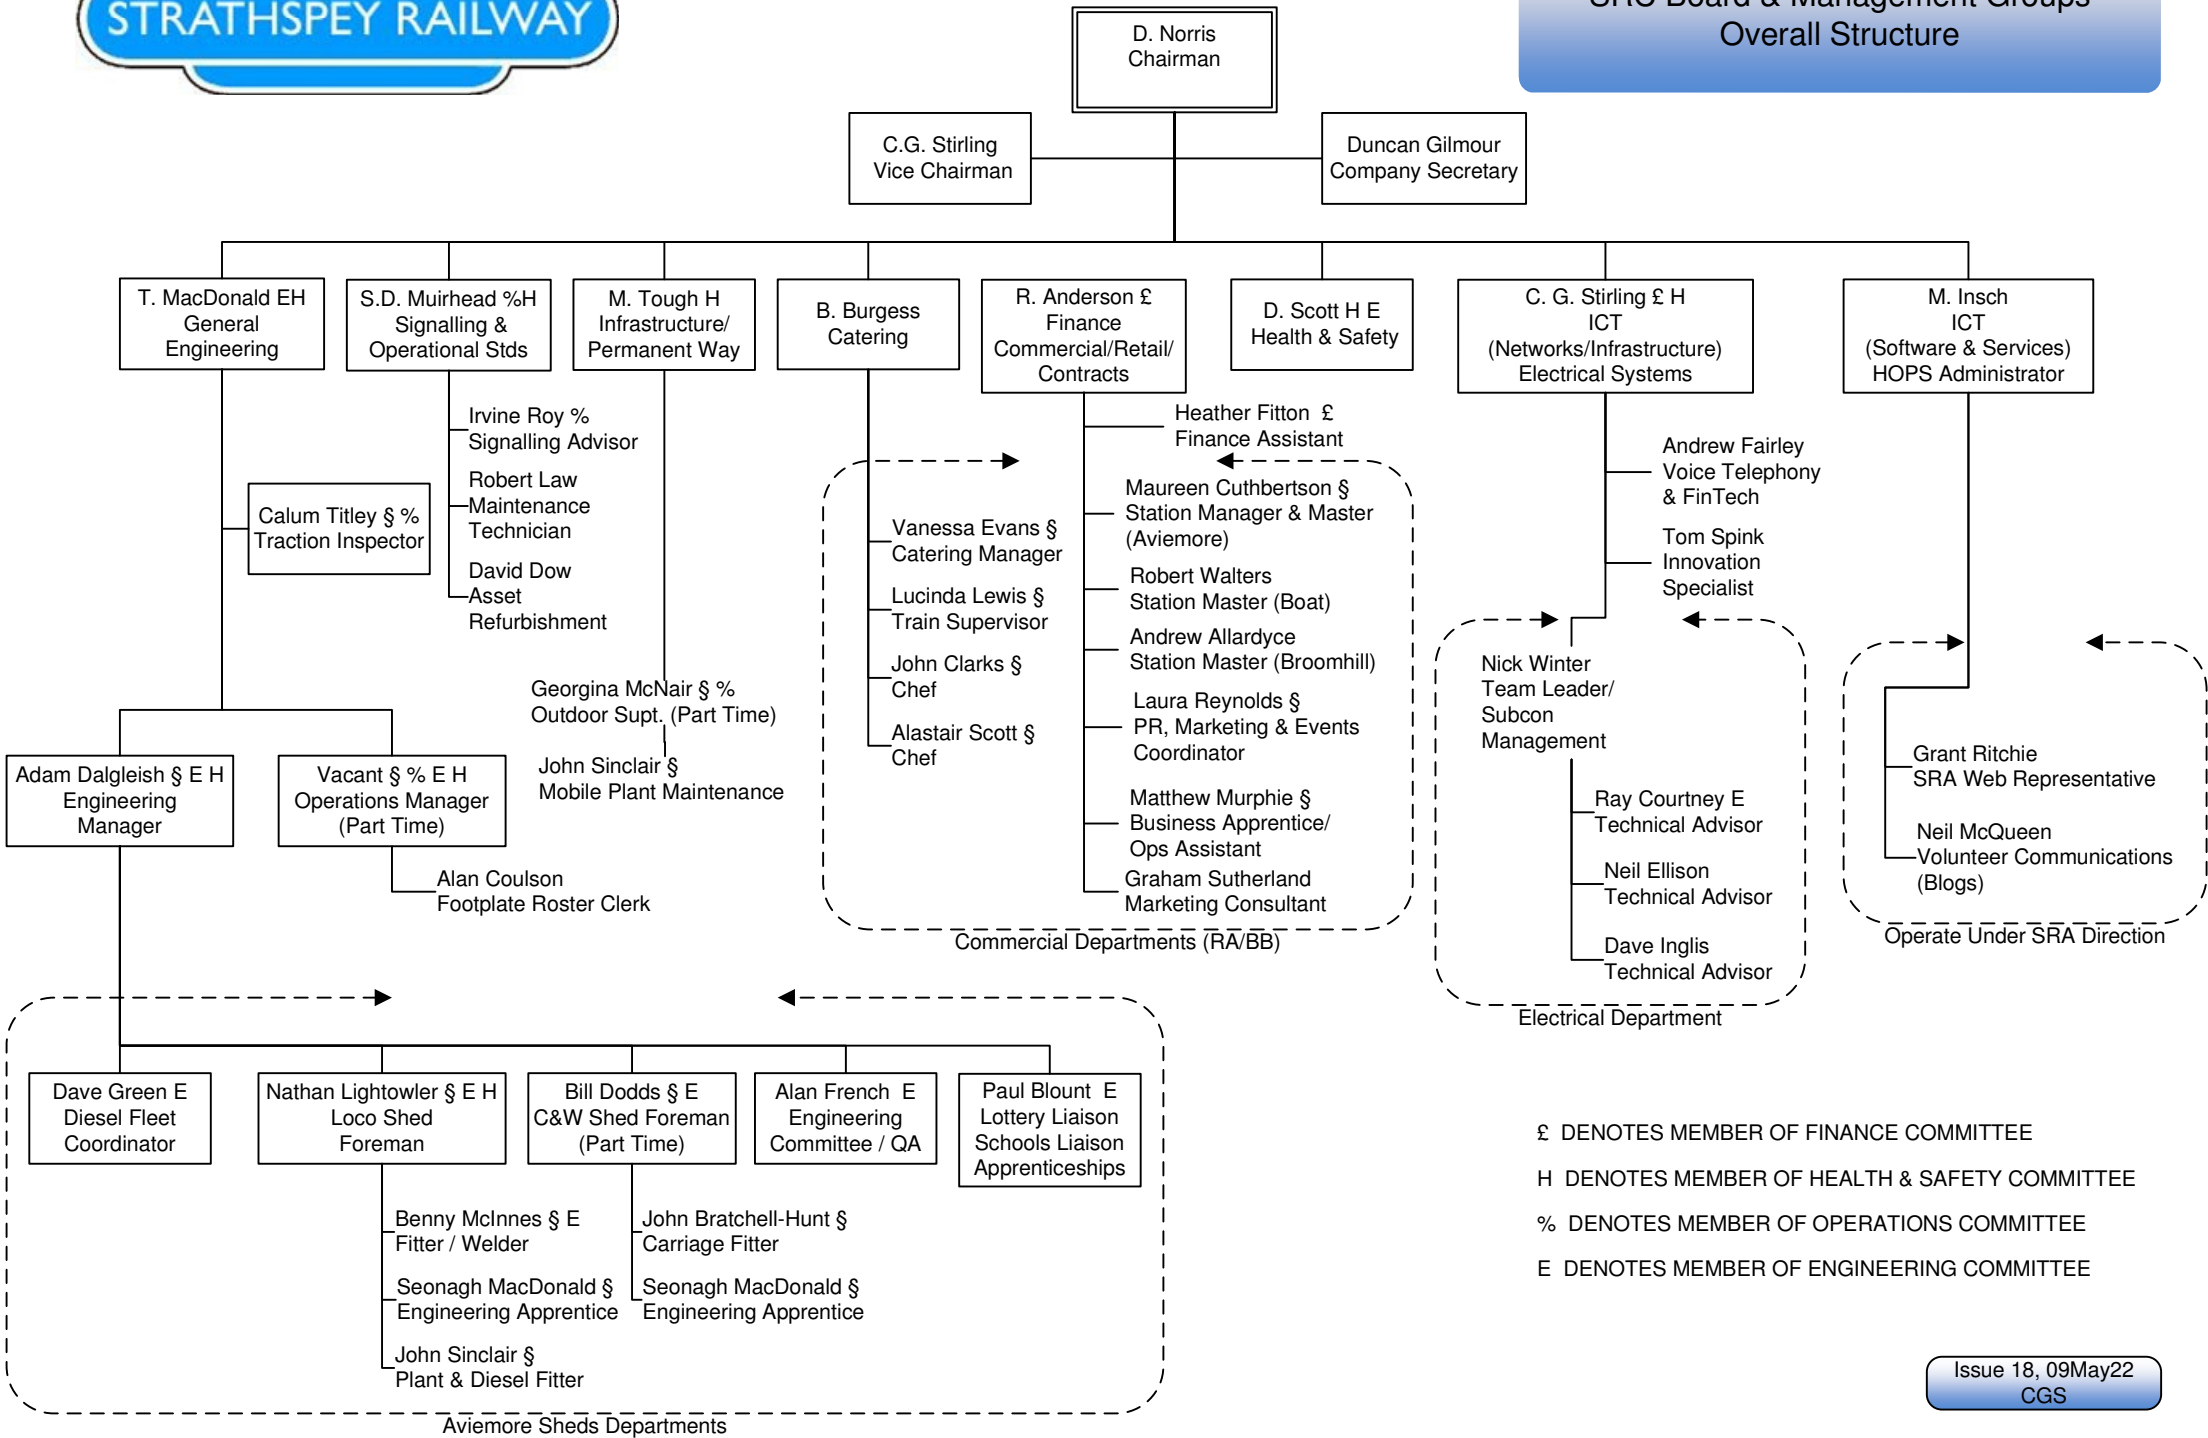 STRATHSPEY RAILWAY
SRC Board & Management Groups
Overall Structure
D. Norris
Chairman
C.G. Stirling
Vice Chairman
Duncan Gilmour
Company Secretary
T. MacDonald EH
General
Engineering
S.D. Muirhead %H
Signalling &
Operational Stds
M. Tough H
Infrastructure/
Permanent Way
B. Burgess
Catering
R. Anderson £
Finance
Commercial/Retail/
Contracts
D. Scott H E
Health & Safety
C. G. Stirling £ H
ICT
(Networks/Infrastructure)
Electrical Systems
M. Insch
ICT
(Software & Services)
HOPS Administrator
Calum Titley § %
Traction Inspector
Irvine Roy %
Signalling Advisor
Robert Law
Maintenance
Technician
David Dow
Asset
Refurbishment
Georgina McNair § %
Outdoor Supt. (Part Time)
John Sinclair §
Mobile Plant Maintenance
Vanessa Evans §
Catering Manager
Lucinda Lewis §
Train Supervisor
John Clarks §
Chef
Alastair Scott §
Chef
Heather Fitton £
Finance Assistant
Maureen Cuthbertson §
Station Manager & Master
(Aviemore)
Robert Walters
Station Master (Boat)
Andrew Allardyce
Station Master (Broomhill)
Laura Reynolds §
PR, Marketing & Events
Coordinator
Matthew Murphie §
Business Apprentice/
Ops Assistant
Graham Sutherland
Marketing Consultant
Commercial Departments (RA/BB)
Andrew Fairley
Voice Telephony
& FinTech
Tom Spink
Innovation
Specialist
Nick Winter
Team Leader/
Subcon
Management
Ray Courtney E
Technical Advisor
Neil Ellison
Technical Advisor
Dave Inglis
Technical Advisor
Electrical Department
Grant Ritchie
SRA Web Representative
Neil McQueen
Volunteer Communications
(Blogs)
Operate Under SRA Direction
Adam Dalgleish § E H
Engineering
Manager
Vacant § % E H
Operations Manager
(Part Time)
Alan Coulson
Footplate Roster Clerk
Dave Green E
Diesel Fleet
Coordinator
Nathan Lightowler § E H
Loco Shed
Foreman
Bill Dodds § E
C&W Shed Foreman
(Part Time)
Alan French E
Engineering
Committee / QA
Paul Blount E
Lottery Liaison
Schools Liaison
Apprenticeships
Benny McInnes § E
Fitter / Welder
Seonagh MacDonald §
Engineering Apprentice
John Sinclair §
Plant & Diesel Fitter
John Bratchell-Hunt §
Carriage Fitter
Seonagh MacDonald §
Engineering Apprentice
Aviemore Sheds Departments
£ DENOTES MEMBER OF FINANCE COMMITTEE
H DENOTES MEMBER OF HEALTH & SAFETY COMMITTEE
% DENOTES MEMBER OF OPERATIONS COMMITTEE
E DENOTES MEMBER OF ENGINEERING COMMITTEE
Issue 18, 09May22
CGS